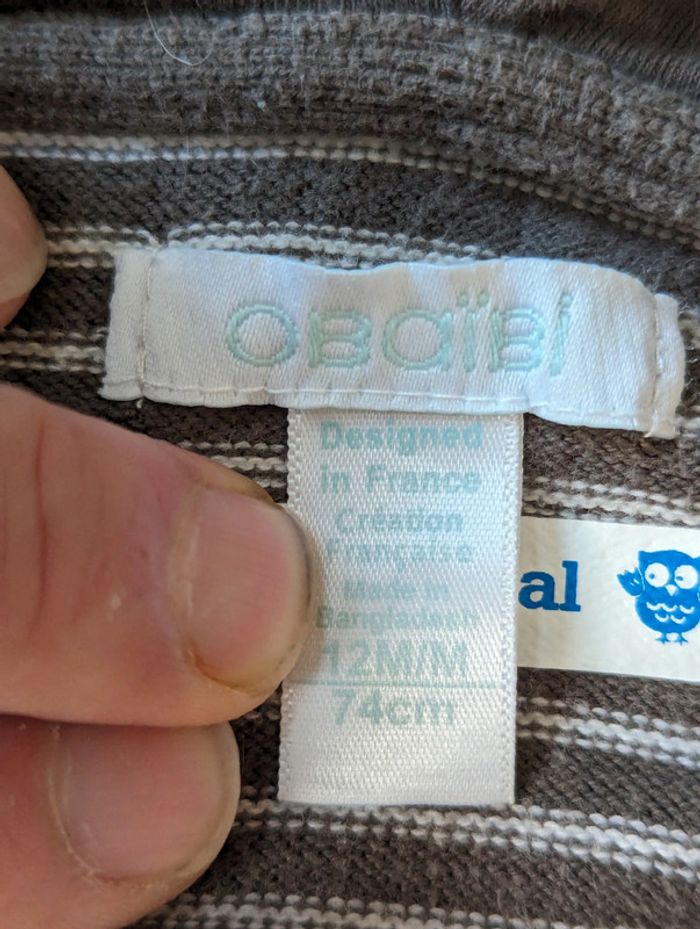 OBAÏBI
Designed
in France
Création
Française
Made in
Bangladesh
12M/M
74cm
al